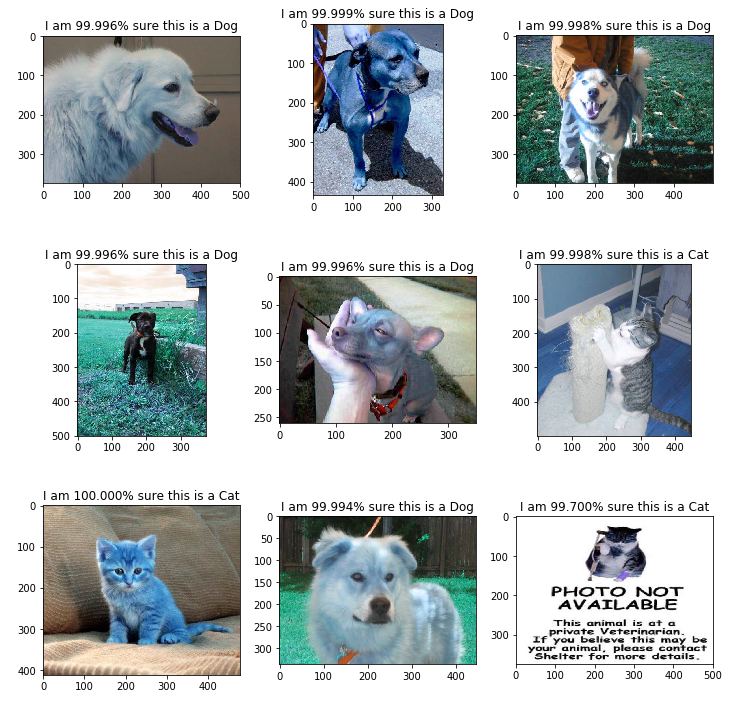 I am 99.996% sure this is a Dog
0
100
200
300
0 100 200 300 400 500
I am 99.999% sure this is a Dog
0
100
200
300
400
0 100 200 300
I am 99.998% sure this is a Dog
0
100
200
300
0 100 200 300 400
I am 99.996% sure this is a Dog
0
100
200
300
400
500
0 100 200 300
I am 99.996% sure this is a Dog
0
50
100
150
200
250
0 100 200 300
I am 99.998% sure this is a Cat
0
100
200
300
400
0 100 200 300 400
I am 100.000% sure this is a Cat
0
100
200
300
400
0 100 200 300 400
I am 99.994% sure this is a Dog
0
50
100
150
200
250
300
0 100 200 300 400
I am 99.700% sure this is a Cat
0
100
200
300
PHOTO NOT
AVAILABLE
This animal is at a
private Veterinarian.
If you believe this may be
your animal, please contact
Shelter for more details.
0 100 200 300 400 500